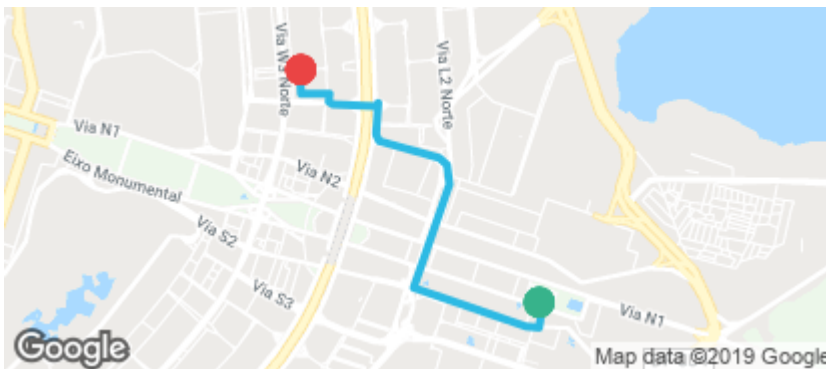 Via W3 Norte
Via L2 Norte
Via N1
Eixo Monumental
Via N2
Via S2
Via S3
Via N1
Google
Map data ©2019 Google